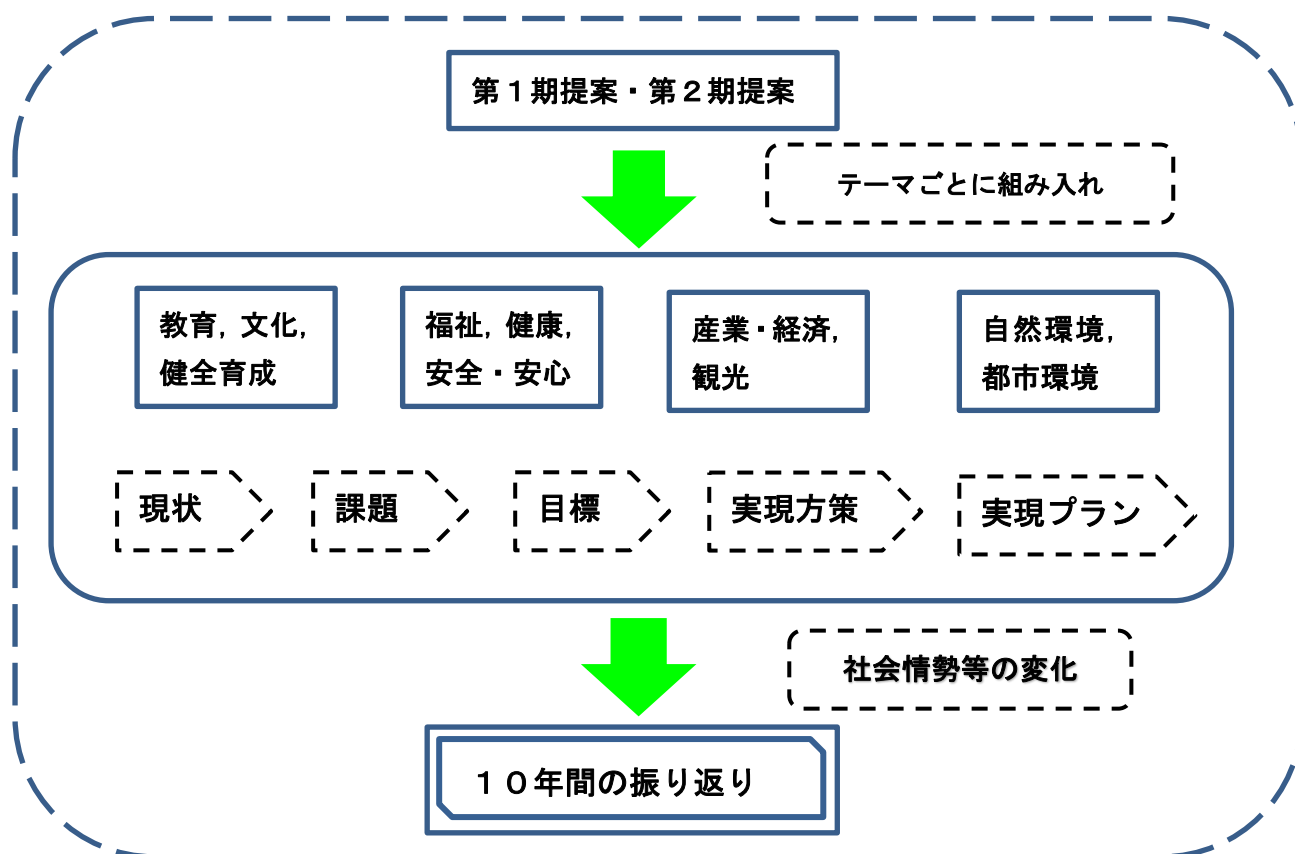 第１期提案・第２期提案
テーマごとに組み入れ
教育，文化，
健全育成
福祉，健康，
安全・安心
産業・経済，
観光
自然環境，
都市環境
現状
課題
目標
実現方策
実現プラン
社会情勢等の変化
１０年間の振り返り